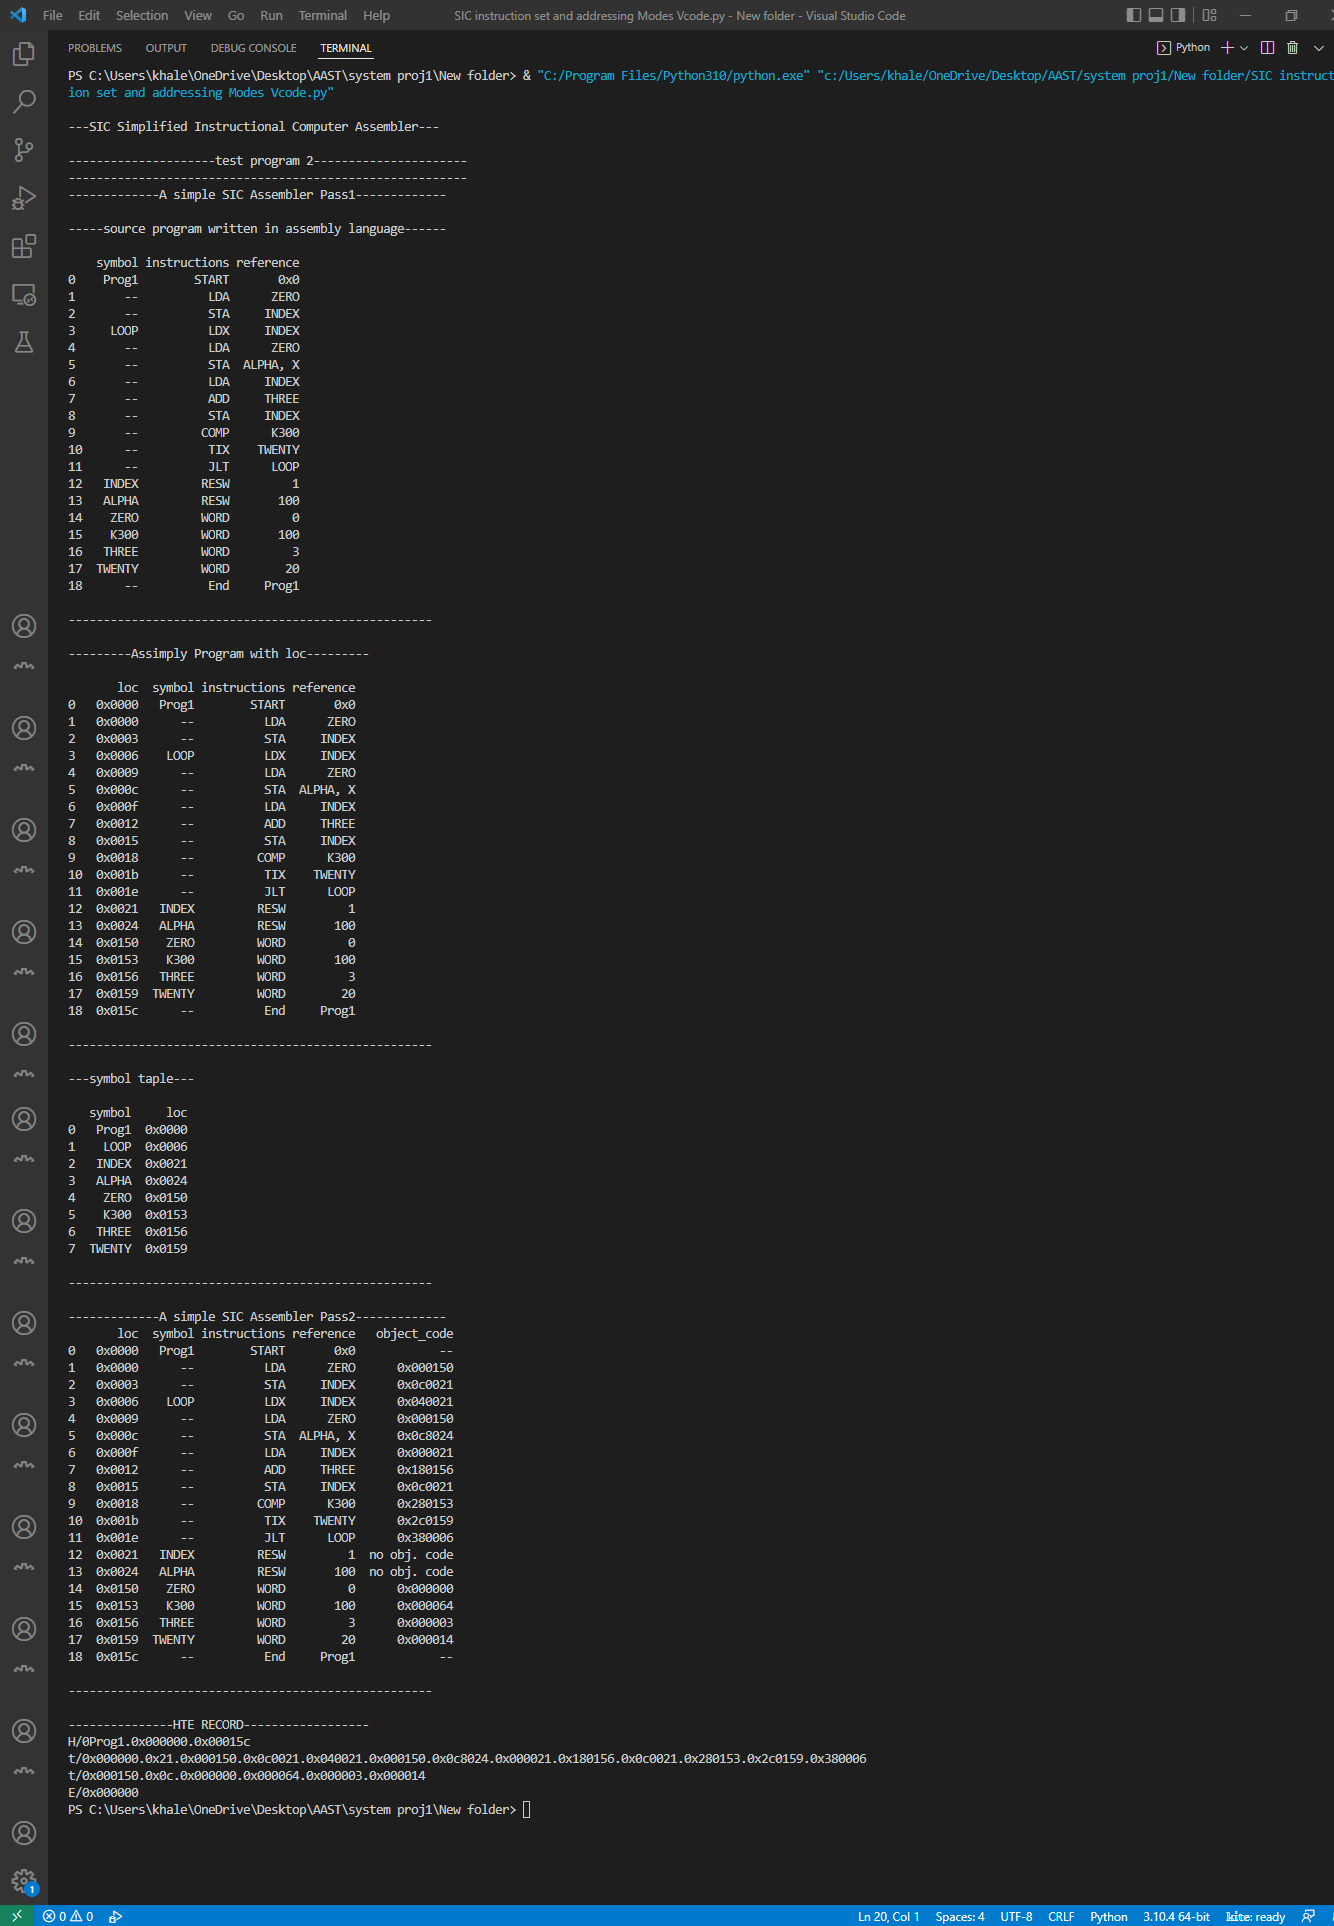 File Edit Selection View Go Run Terminal Help SIC instruction set and addressing Modes Vcode.py - New folder - Visual Studio Code
PROBLEMS OUTPUT DEBUG CONSOLE TERMINAL Python
PS C:\Users\khale\OneDrive\Desktop\AAST\system proj1\New folder> & "C:/Program Files/Python310/python.exe" "c:/Users/khale/OneDrive/Desktop/AAST/system proj1/New folder/SIC instruct
ion set and addressing Modes Vcode.py"
---SIC Simplified Instructional Computer Assembler---
---------------------test program 2----------------------
---------------------------------------------------------
-------------A simple SIC Assembler Pass1-------------
-----source program written in assembly language------
symbol instructions reference
0 Prog1 START 0x0
1 -- LDA ZERO
2 -- STA INDEX
3 LOOP LDX INDEX
4 -- LDA ZERO
5 -- STA ALPHA, X
6 -- LDA INDEX
7 -- ADD THREE
8 -- STA INDEX
9 -- COMP K300
10 -- TIX TWENTY
11 -- JLT LOOP
12 INDEX RESW 1
13 ALPHA RESW 100
14 ZERO WORD 0
15 K300 WORD 100
16 THREE WORD 3
17 TWENTY WORD 20
18 -- End Prog1
----------------------------------------------------
---------Assimply Program with loc---------
loc symbol instructions reference
0 0x0000 Prog1 START 0x0
1 0x0000 -- LDA ZERO
2 0x0003 -- STA INDEX
3 0x0006 LOOP LDX INDEX
4 0x0009 -- LDA ZERO
5 0x000c -- STA ALPHA, X
6 0x000f -- LDA INDEX
7 0x0012 -- ADD THREE
8 0x0015 -- STA INDEX
9 0x0018 -- COMP K300
10 0x001b -- TIX TWENTY
11 0x001e -- JLT LOOP
12 0x0021 INDEX RESW 1
13 0x0024 ALPHA RESW 100
14 0x0150 ZERO WORD 0
15 0x0153 K300 WORD 100
16 0x0156 THREE WORD 3
17 0x0159 TWENTY WORD 20
18 0x015c -- End Prog1
----------------------------------------------------
---symbol taple---
symbol loc
0 Prog1 0x0000
1 LOOP 0x0006
2 INDEX 0x0021
3 ALPHA 0x0024
4 ZERO 0x0150
5 K300 0x0153
6 THREE 0x0156
7 TWENTY 0x0159
----------------------------------------------------
-------------A simple SIC Assembler Pass2-------------
loc symbol instructions reference object_code
0 0x0000 Prog1 START 0x0 --
1 0x0000 -- LDA ZERO 0x000150
2 0x0003 -- STA INDEX 0x0c0021
3 0x0006 LOOP LDX INDEX 0x040021
4 0x0009 -- LDA ZERO 0x000150
5 0x000c -- STA ALPHA, X 0x0c8024
6 0x000f -- LDA INDEX 0x000021
7 0x0012 -- ADD THREE 0x180156
8 0x0015 -- STA INDEX 0x0c0021
9 0x0018 -- COMP K300 0x280153
10 0x001b -- TIX TWENTY 0x2c0159
11 0x001e -- JLT LOOP 0x380006
12 0x0021 INDEX RESW 1 no obj. code
13 0x0024 ALPHA RESW 100 no obj. code
14 0x0150 ZERO WORD 0 0x000000
15 0x0153 K300 WORD 100 0x000064
16 0x0156 THREE WORD 3 0x000003
17 0x0159 TWENTY WORD 20 0x000014
18 0x015c -- End Prog1 --
----------------------------------------------------
---------------HTE RECORD------------------
H/0Prog1.0x000000.0x00015c
t/0x000000.0x21.0x000150.0x0c0021.0x040021.0x000150.0x0c8024.0x000021.0x180156.0x0c0021.0x280153.0x2c0159.0x380006
t/0x000150.0x0c.0x000000.0x000064.0x000003.0x000014
E/0x000000
PS C:\Users\khale\OneDrive\Desktop\AAST\system proj1\New folder>
1
0 0 Ln 20, Col 1 Spaces: 4 UTF-8 CRLF Python 3.10.4 64-bit kite: ready